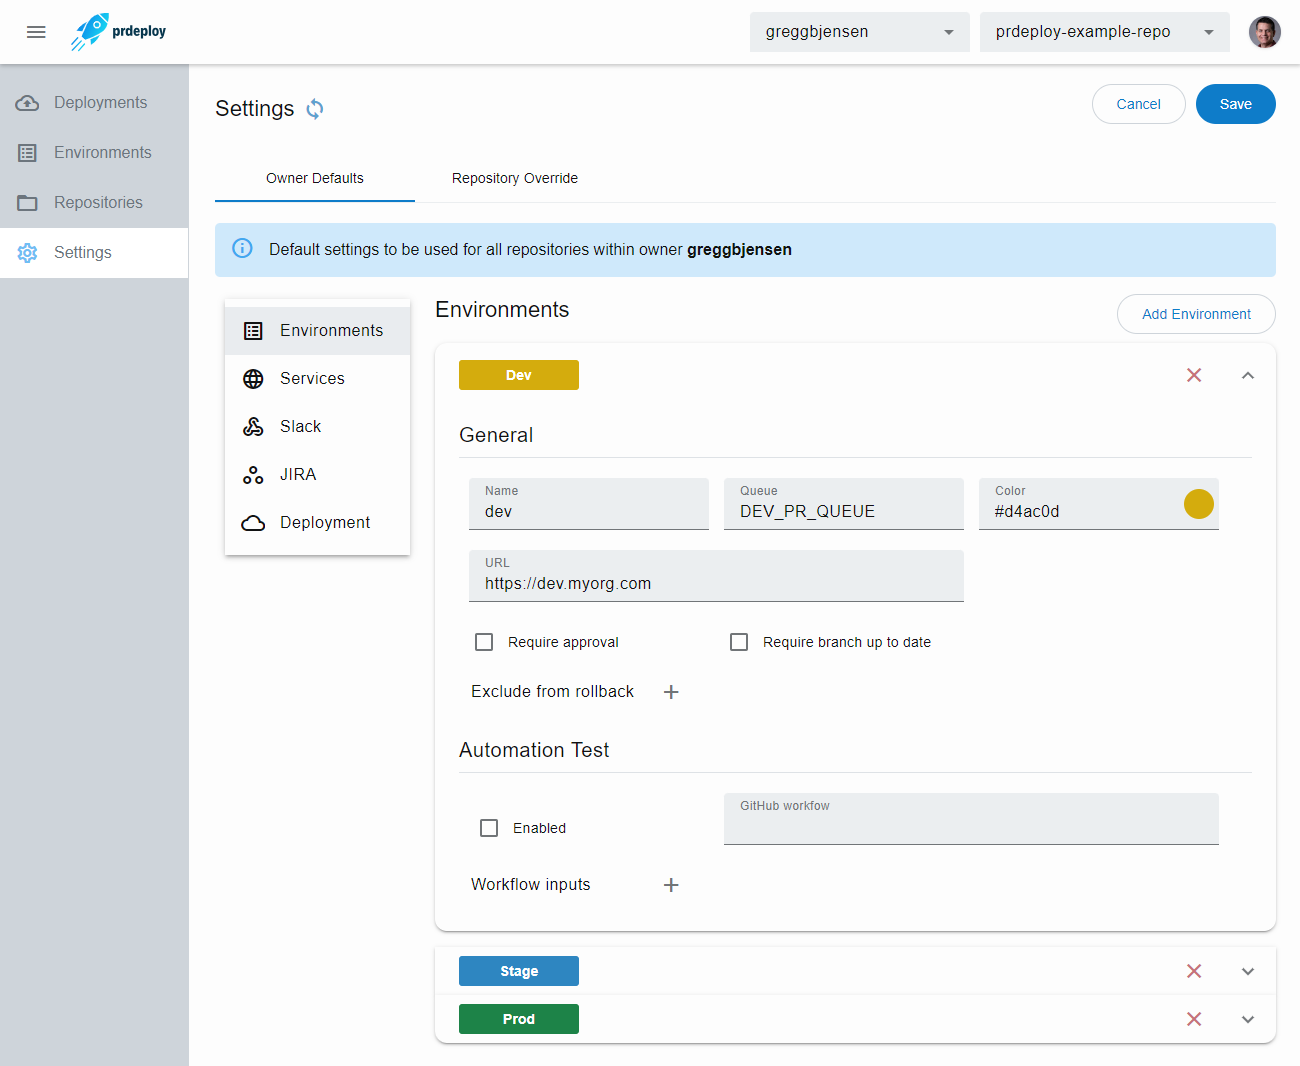 prdeploy
greggbjensen
prdeploy-example-repo
Deployments
Environments
Repositories
Settings
Settings
Cancel
Save
Owner Defaults
Repository Override
Default settings to be used for all repositories within owner greggbjensen
Environments
Services
Slack
JIRA
Deployment
Environments
Add Environment
Dev
General
Name
dev
Queue
DEV_PR_QUEUE
Color
#d4ac0d
URL
https://dev.myorg.com
Require approval
Require branch up to date
Exclude from rollback
Automation Test
Enabled
GitHub workfow
Workflow inputs
Stage
Prod